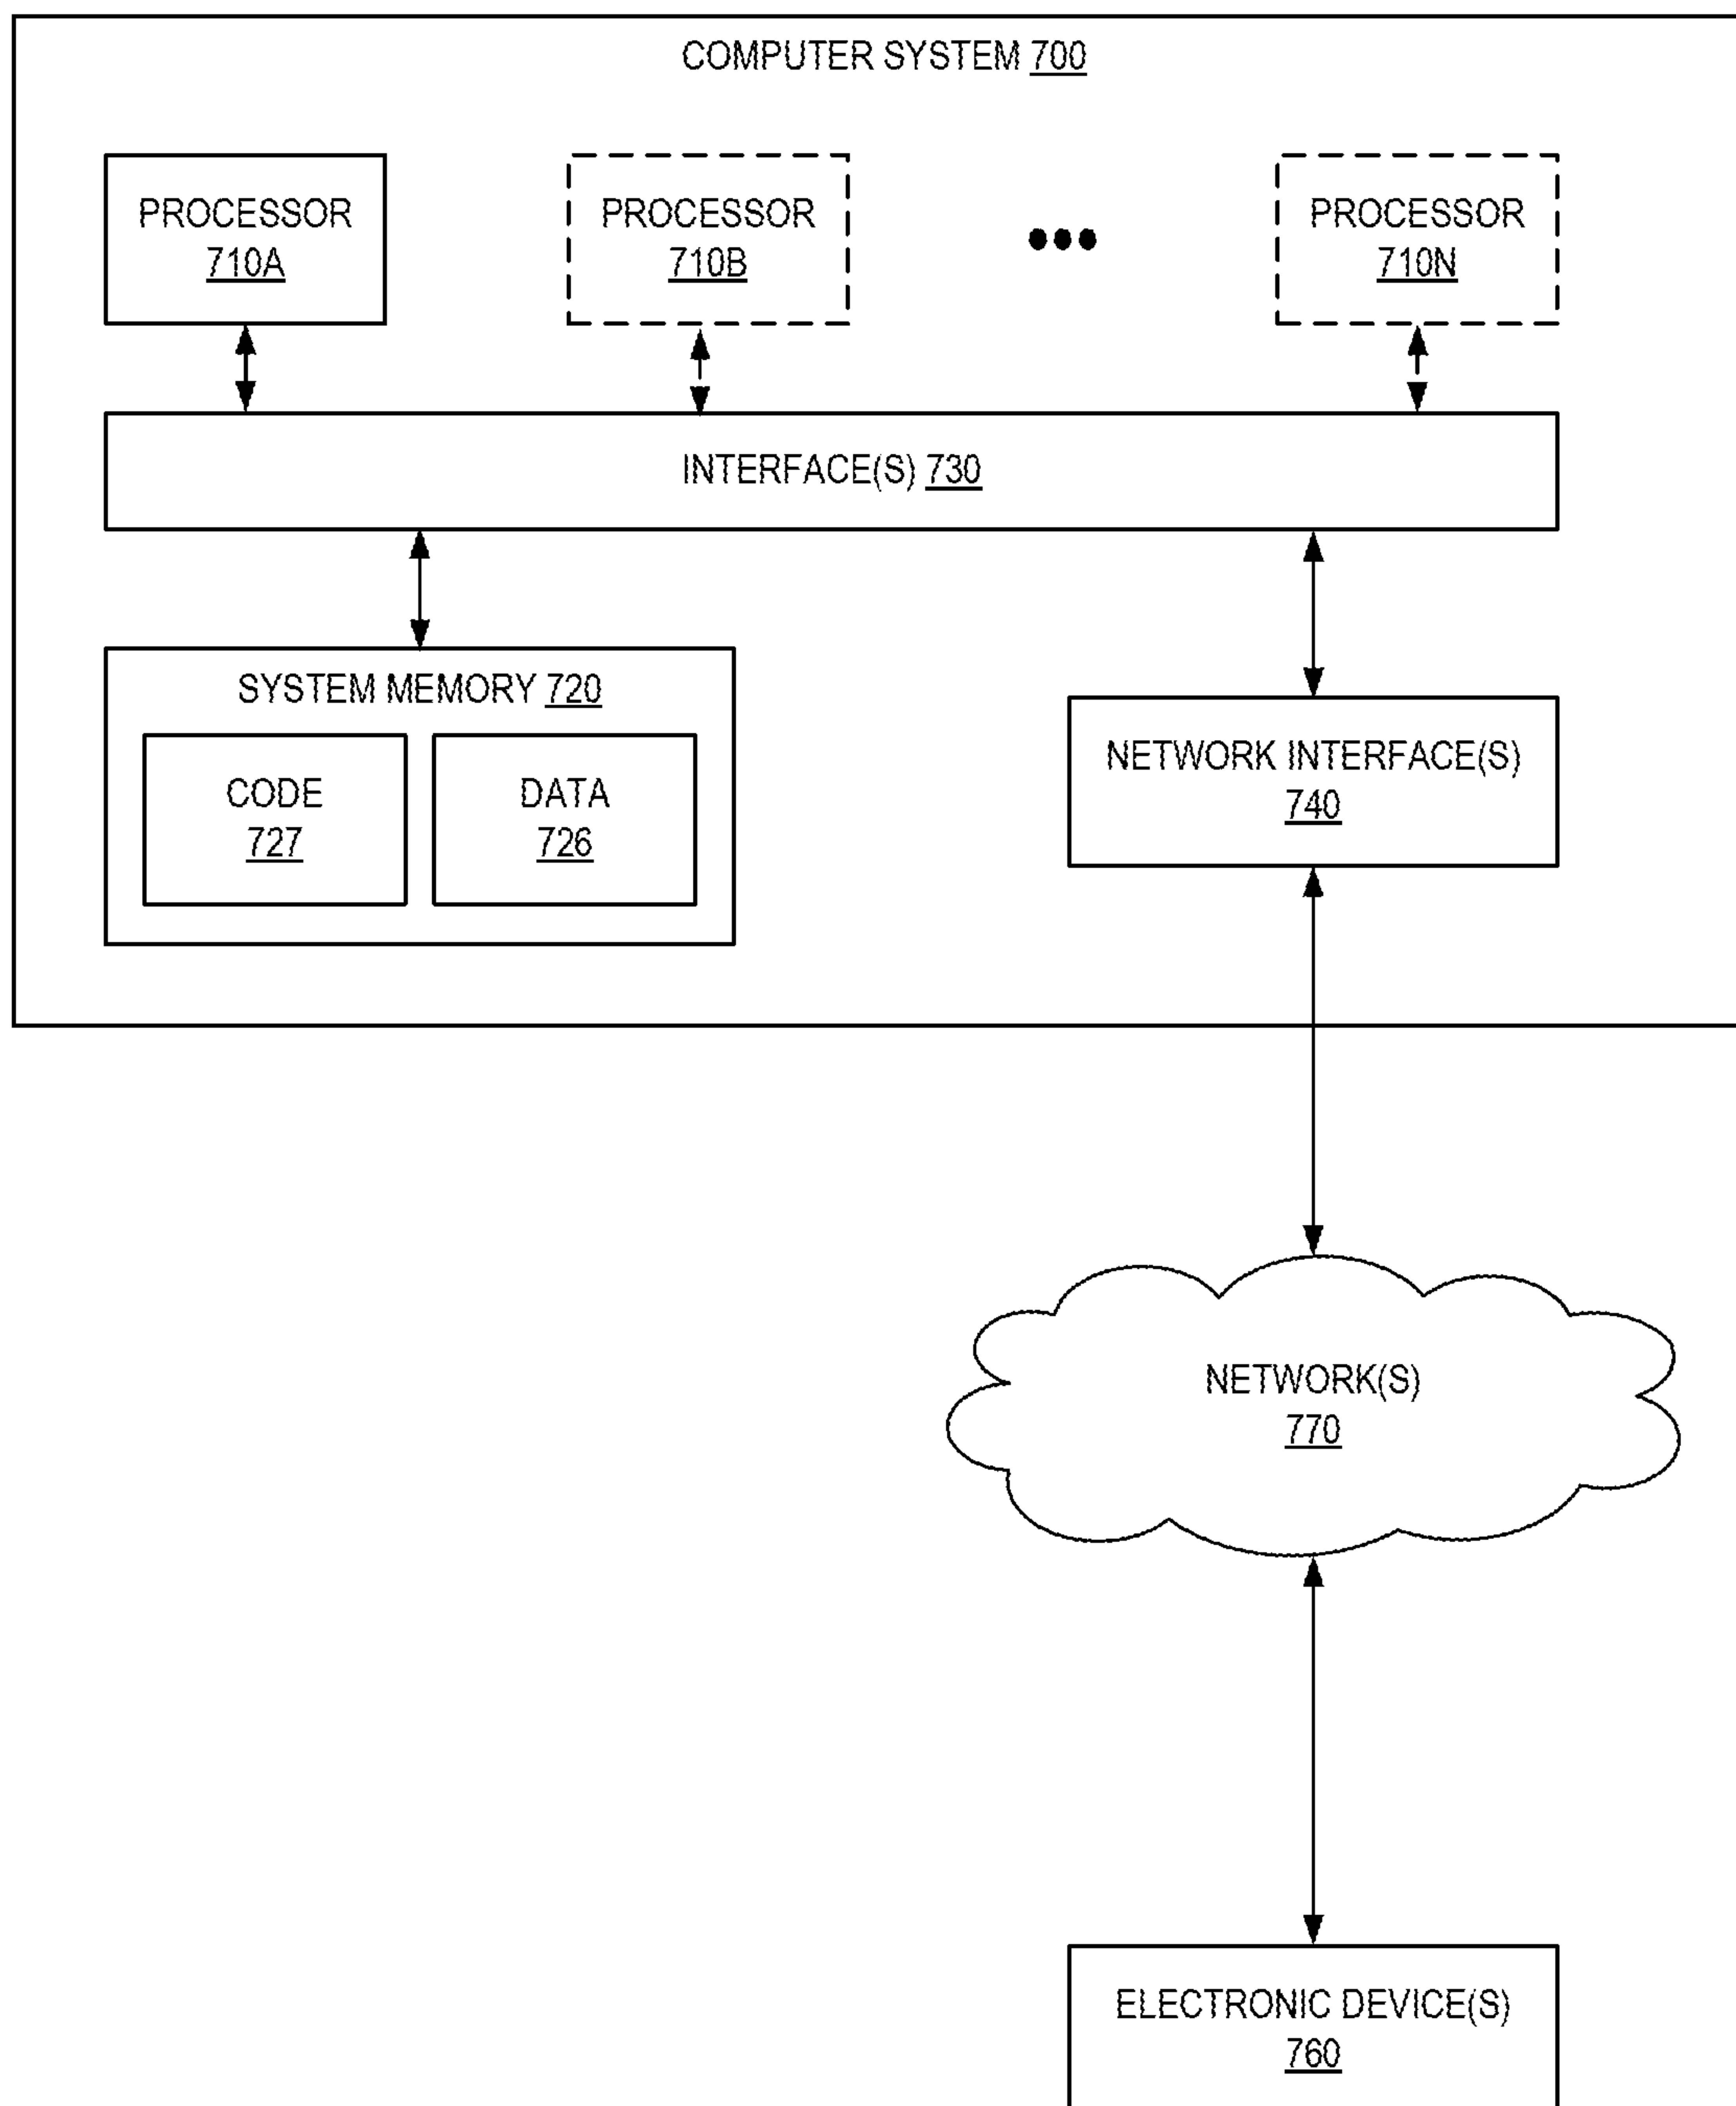 COMPUTER SYSTEM 700
PROCESSOR
710A
PROCESSOR
710B
PROCESSOR
710N
INTERFACE(S) 730
SYSTEM MEMORY 720
CODE
727
DATA
726
NETWORK INTERFACE(S)
740
NETWORK(S)
770
ELECTRONIC DEVICE(S)
760